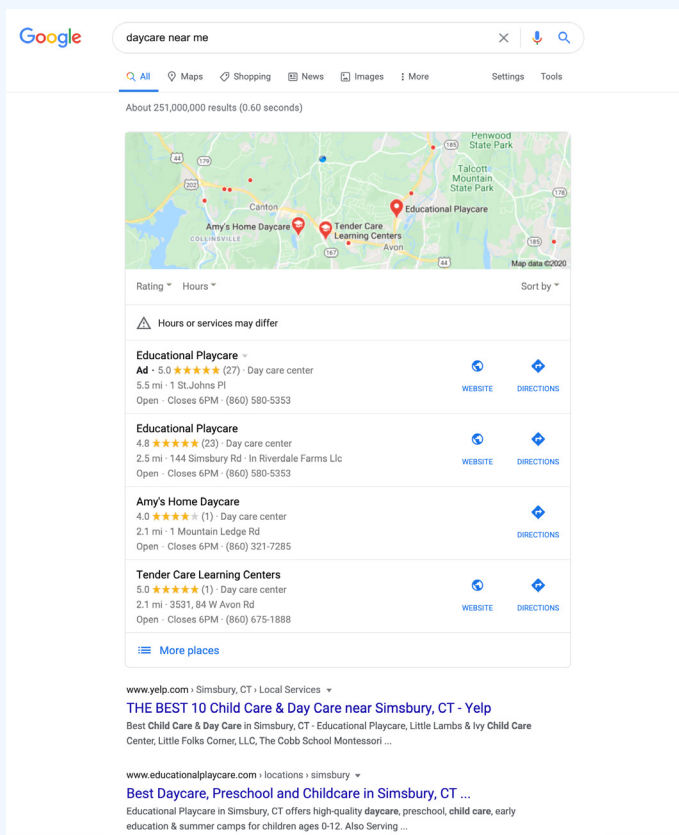 Google
daycare near me
All Maps Shopping News Images More Settings Tools
About 251,000,000 results (0.60 seconds)
Penwood
State Park
185
44
179
Talcott
Mountain
State Park
202
178
Canton
Educational Playcare
Amy's Home Daycare
Tender Care
Learning Centers
COLLINSVILLE
Avon
167
185
44
Map data ©2020
Rating Hours Sort by
Hours or services may differ
Educational Playcare
Ad · 5.0 (27) · Day care center
5.5 mi · 1 St.Johns Pl
Open · Closes 6PM · (860) 580-5353
WEBSITE DIRECTIONS
Educational Playcare
4.8 (23) · Day care center
2.5 mi · 144 Simsbury Rd · In Riverdale Farms Llc
Open · Closes 6PM · (860) 580-5353
WEBSITE DIRECTIONS
Amy's Home Daycare
4.0 (1) · Day care center
2.1 mi · 1 Mountain Ledge Rd
Open · Closes 6PM · (860) 321-7285
DIRECTIONS
Tender Care Learning Centers
5.0 (1) · Day care center
2.1 mi · 3531, 84 W Avon Rd
Open · Closes 6PM · (860) 675-1888
WEBSITE DIRECTIONS
More places
www.yelp.com › Simsbury, CT › Local Services
THE BEST 10 Child Care & Day Care near Simsbury, CT - Yelp
Best Child Care & Day Care in Simsbury, CT - Educational Playcare, Little Lambs & Ivy Child Care
Center, Little Folks Corner, LLC, The Cobb School Montessori ...
www.educationalplaycare.com › locations › simsbury
Best Daycare, Preschool and Childcare in Simsbury, CT ...
Educational Playcare in Simsbury, CT offers high-quality daycare, preschool, child care, early
education & summer camps for children ages 0-12. Also Serving ...